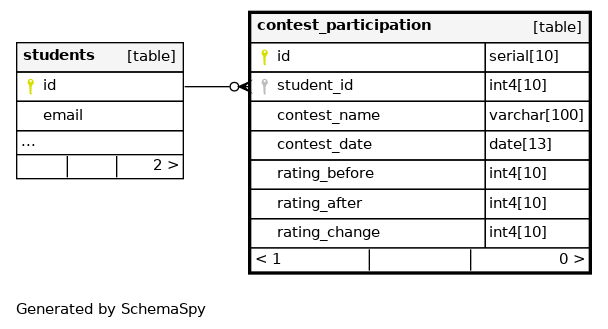 students [table]
id
email
...
2 >
contest_participation [table]
id serial[10]
student_id int4[10]
contest_name varchar[100]
contest_date date[13]
rating_before int4[10]
rating_after int4[10]
rating_change int4[10]
< 1 0 >
Generated by SchemaSpy